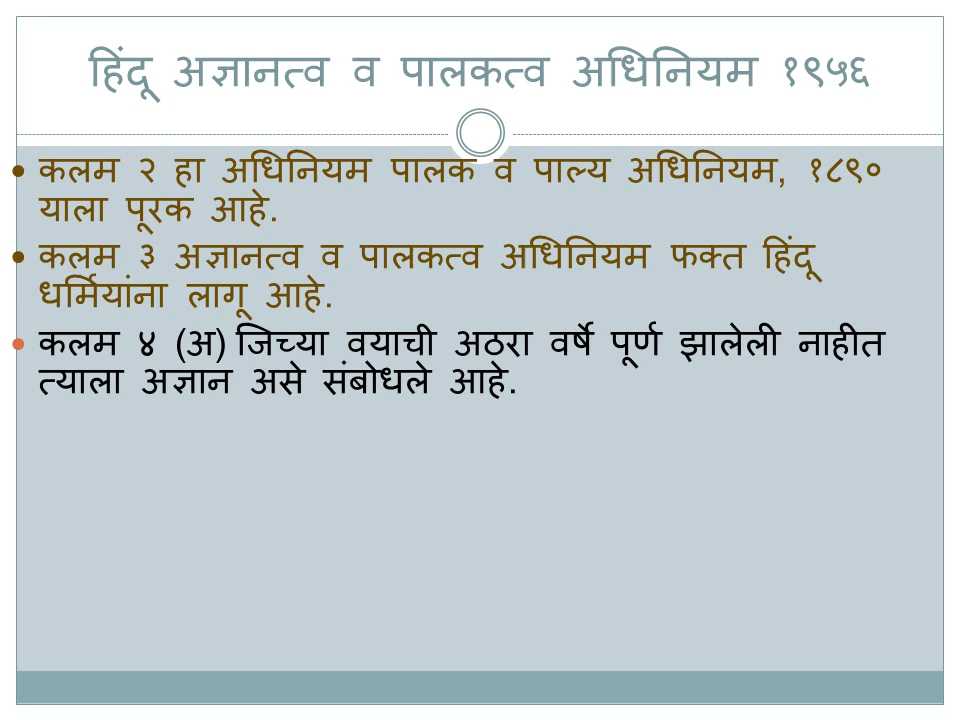 हिंदू अज्ञानत्व व पालकत्व अधिनियम १९५६
• कलम २ हा अधिनियम पालक व पाल्य अधिनियम, १८९०
याला पूरक आहे.
• कलम ३ अज्ञानत्व व पालकत्व अधिनियम फक्त हिंदू
धर्मियांना लागू आहे.
• कलम ४ (अ) जिच्या वयाची अठरा वर्षे पूर्ण झालेली नाहीत
त्याला अज्ञान असे संबोधले आहे.